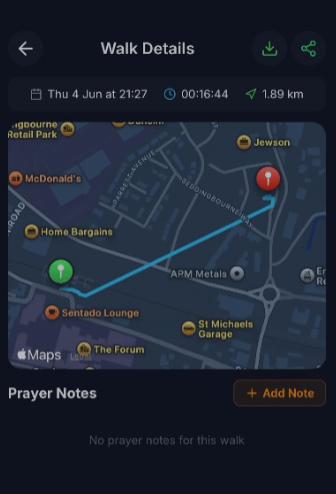 Walk Details
Thu 4 Jun at 21:27
00:16:44
1.89 km
Retail Park
Jewson
McDonald's
Home Bargains
APM Metals
Sentado Lounge
St Michaels
Garage
Maps
The Forum
Prayer Notes
+ Add Note
No prayer notes for this walk